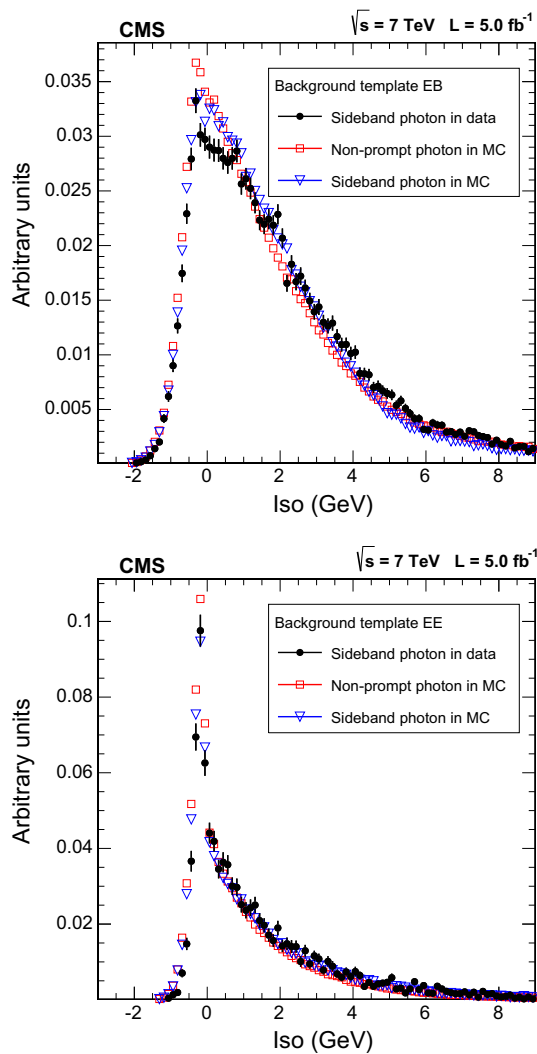 CMS √s = 7 TeV L = 5.0 fb⁻¹
Background template EB
Sideband photon in data
Non-prompt photon in MC
Sideband photon in MC
Arbitrary units
0.035
0.03
0.025
0.02
0.015
0.01
0.005
-2 0 2 4 6 8
Iso (GeV)
CMS √s = 7 TeV L = 5.0 fb⁻¹
Background template EE
Sideband photon in data
Non-prompt photon in MC
Sideband photon in MC
Arbitrary units
0.1
0.08
0.06
0.04
0.02
-2 0 2 4 6 8
Iso (GeV)